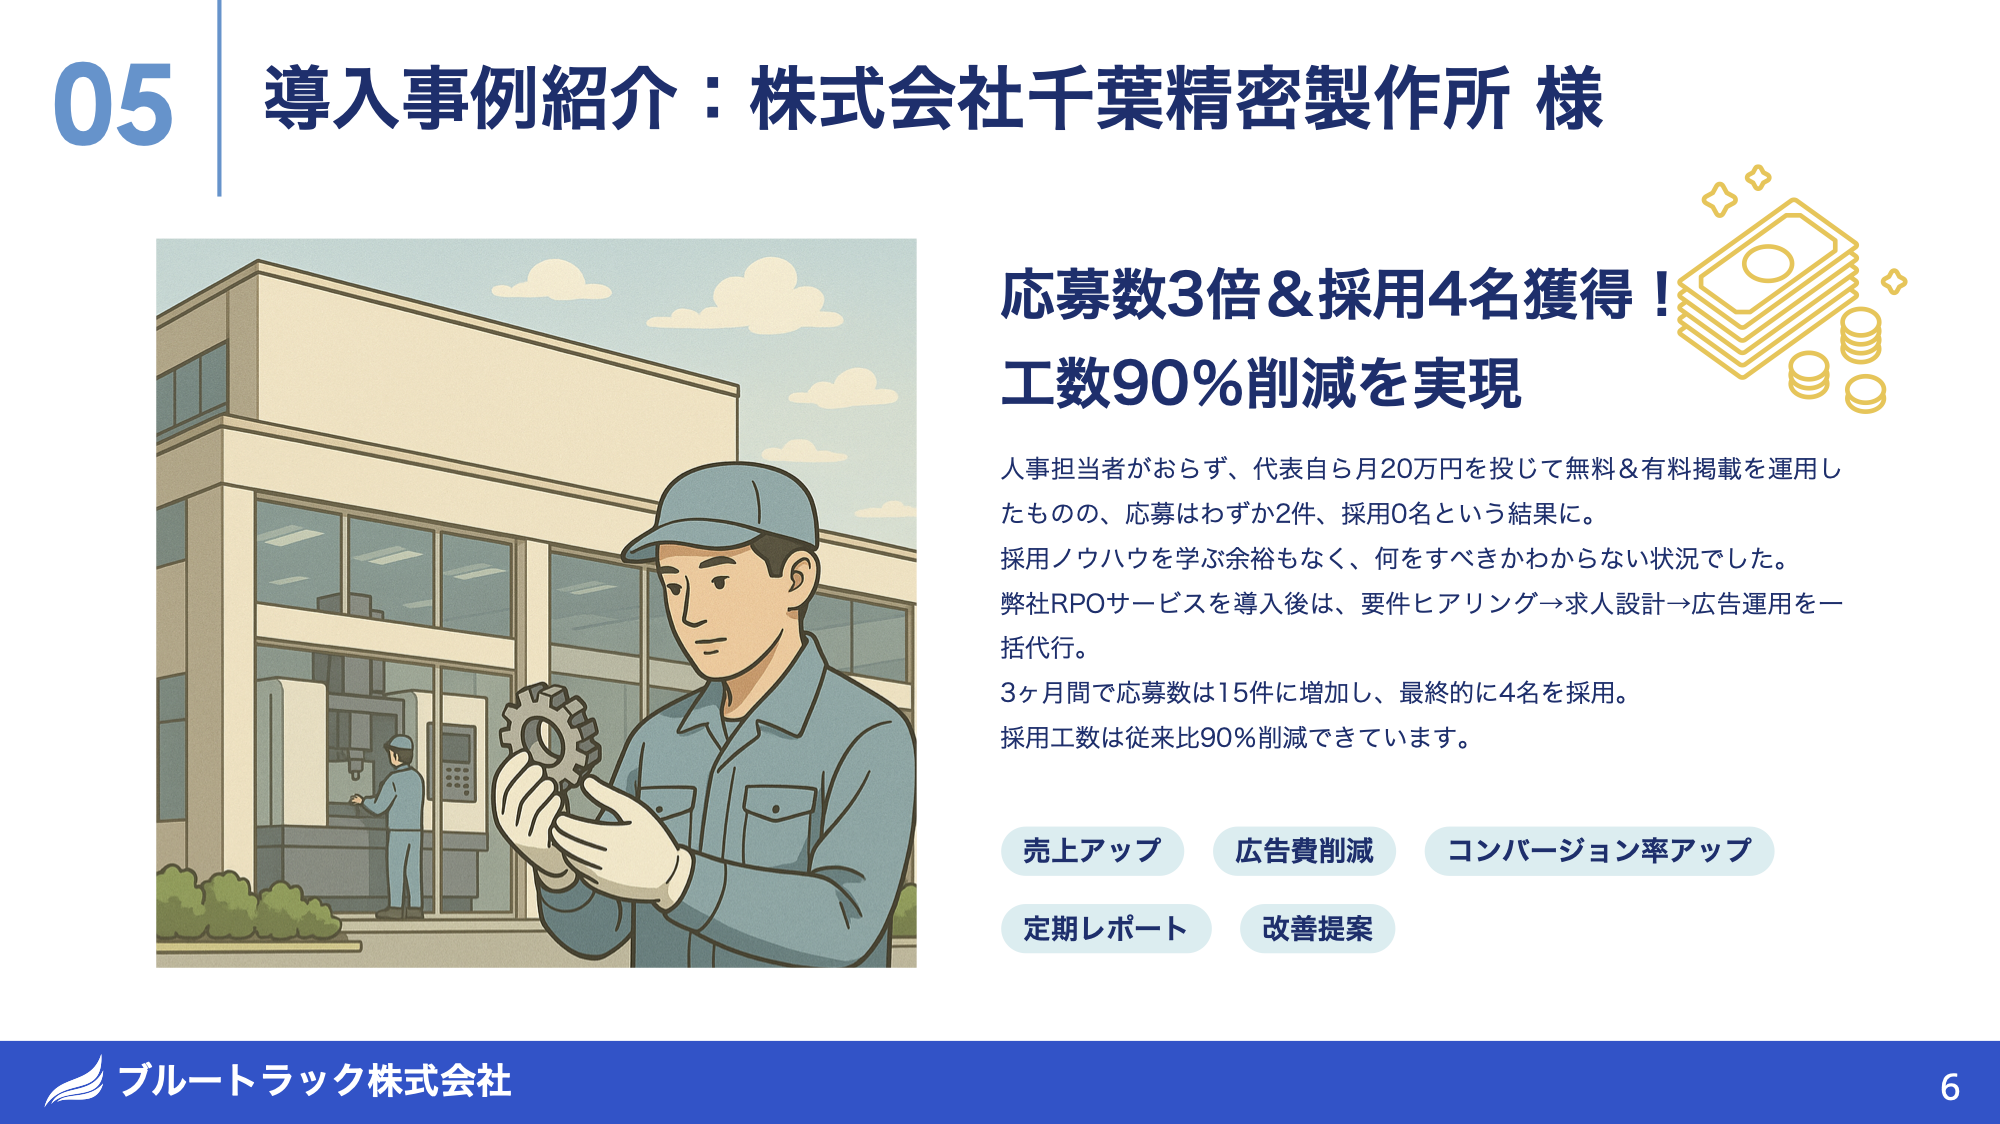 05
導入事例紹介：株式会社千葉精密製作所 様
応募数3倍＆採用4名獲得！
工数90％削減を実現
人事担当者がおらず、代表自ら月20万円を投じて無料＆有料掲載を運用し
たものの、応募はわずか2件、採用0名という結果に。
採用ノウハウを学ぶ余裕もなく、何をすべきかわからない状況でした。
弊社RPOサービスを導入後は、要件ヒアリング→求人設計→広告運用を一
括代行。
3ヶ月間で応募数は15件に増加し、最終的に4名を採用。
採用工数は従来比90％削減できています。
売上アップ
広告費削減
コンバージョン率アップ
定期レポート
改善提案
ブルートラック株式会社
6